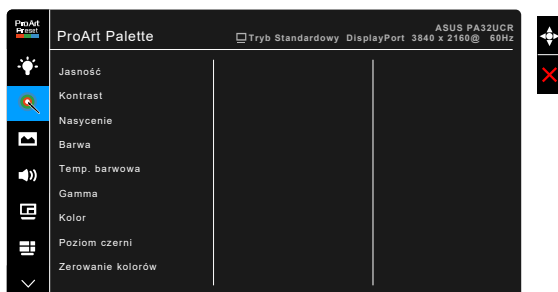 ProArt
Preset
ProArt Palette
ASUS PA32UCR
Tryb Standardowy DisplayPort 3840 x 2160@ 60Hz
Jasność
Kontrast
Nasycenie
Barwa
Temp. barwowa
Gamma
Kolor
Poziom czerni
Zerowanie kolorów